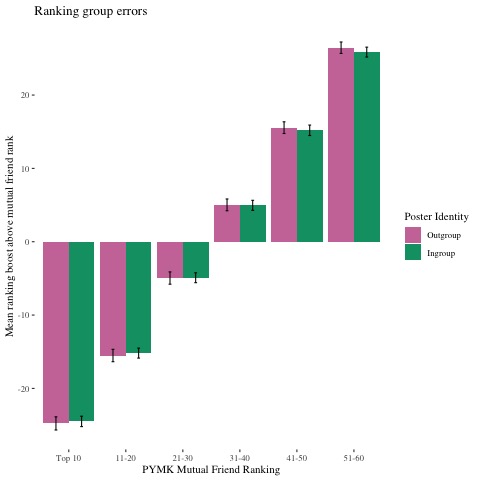 Ranking group errors
Mean ranking boost above mutual friend rank
20
10
0
-10
-20
Top 10
11-20
21-30
31-40
41-50
51-60
PYMK Mutual Friend Ranking
Poster Identity
Outgroup
Ingroup